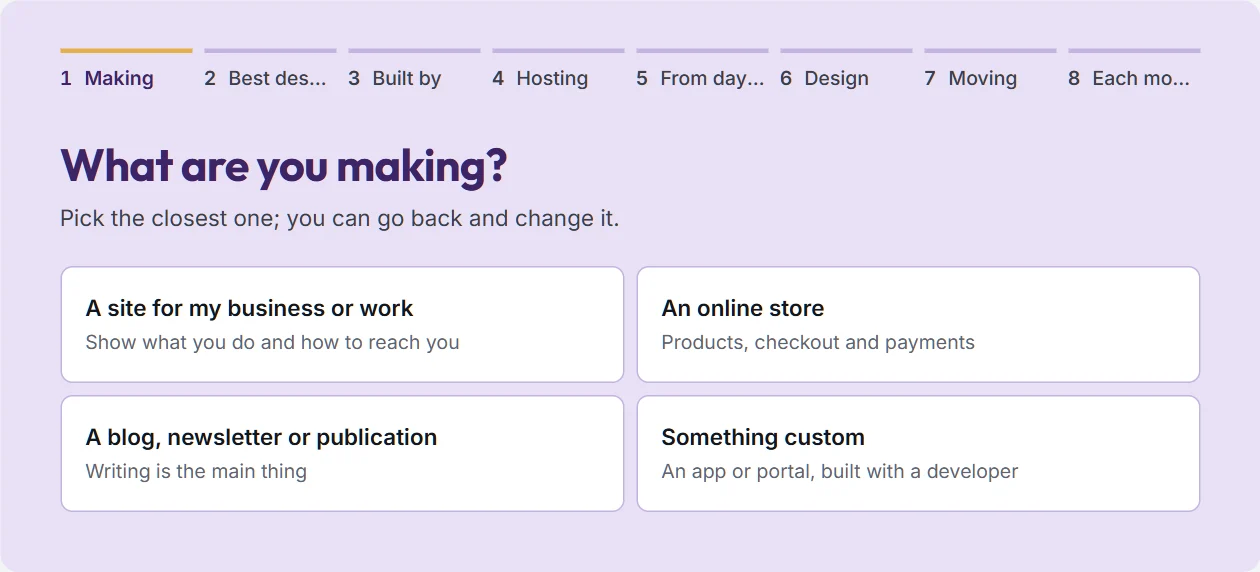 1 Making
2 Best des...
3 Built by
4 Hosting
5 From day...
6 Design
7 Moving
8 Each mo...
What are you making?
Pick the closest one; you can go back and change it.
A site for my business or work
Show what you do and how to reach you
An online store
Products, checkout and payments
A blog, newsletter or publication
Writing is the main thing
Something custom
An app or portal, built with a developer